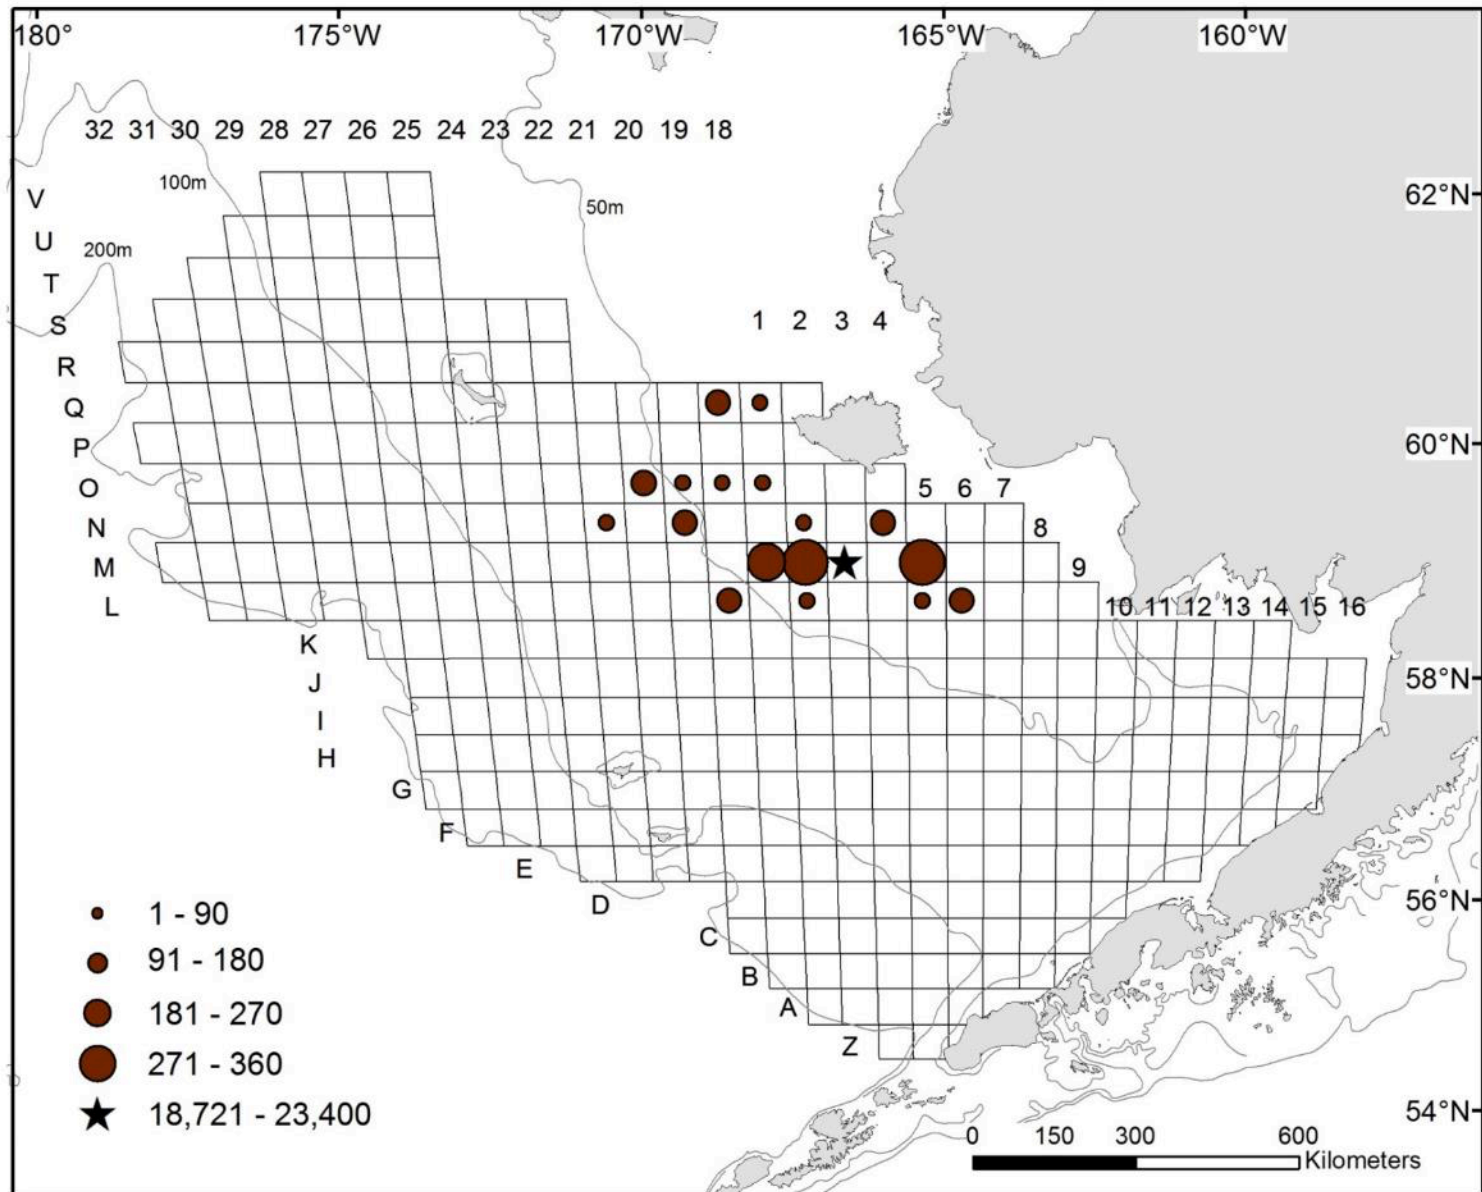 180° 175°W 170°W 165°W 160°W
32 31 30 29 28 27 26 25 24 23 22 21 20 19 18
100m
62°N
V
50m
U
200m
T
S
1 2 3 4
R
Q
P
60°N
O
5 6 7
N
8
M
9
L
10 11 12 13 14 15 16
K
58°N
J
I
H
G
F
E
D
56°N
1 - 90
C
91 - 180
B
A
181 - 270
Z
271 - 360
18,721 - 23,400
54°N
0 150 300 600
Kilometers